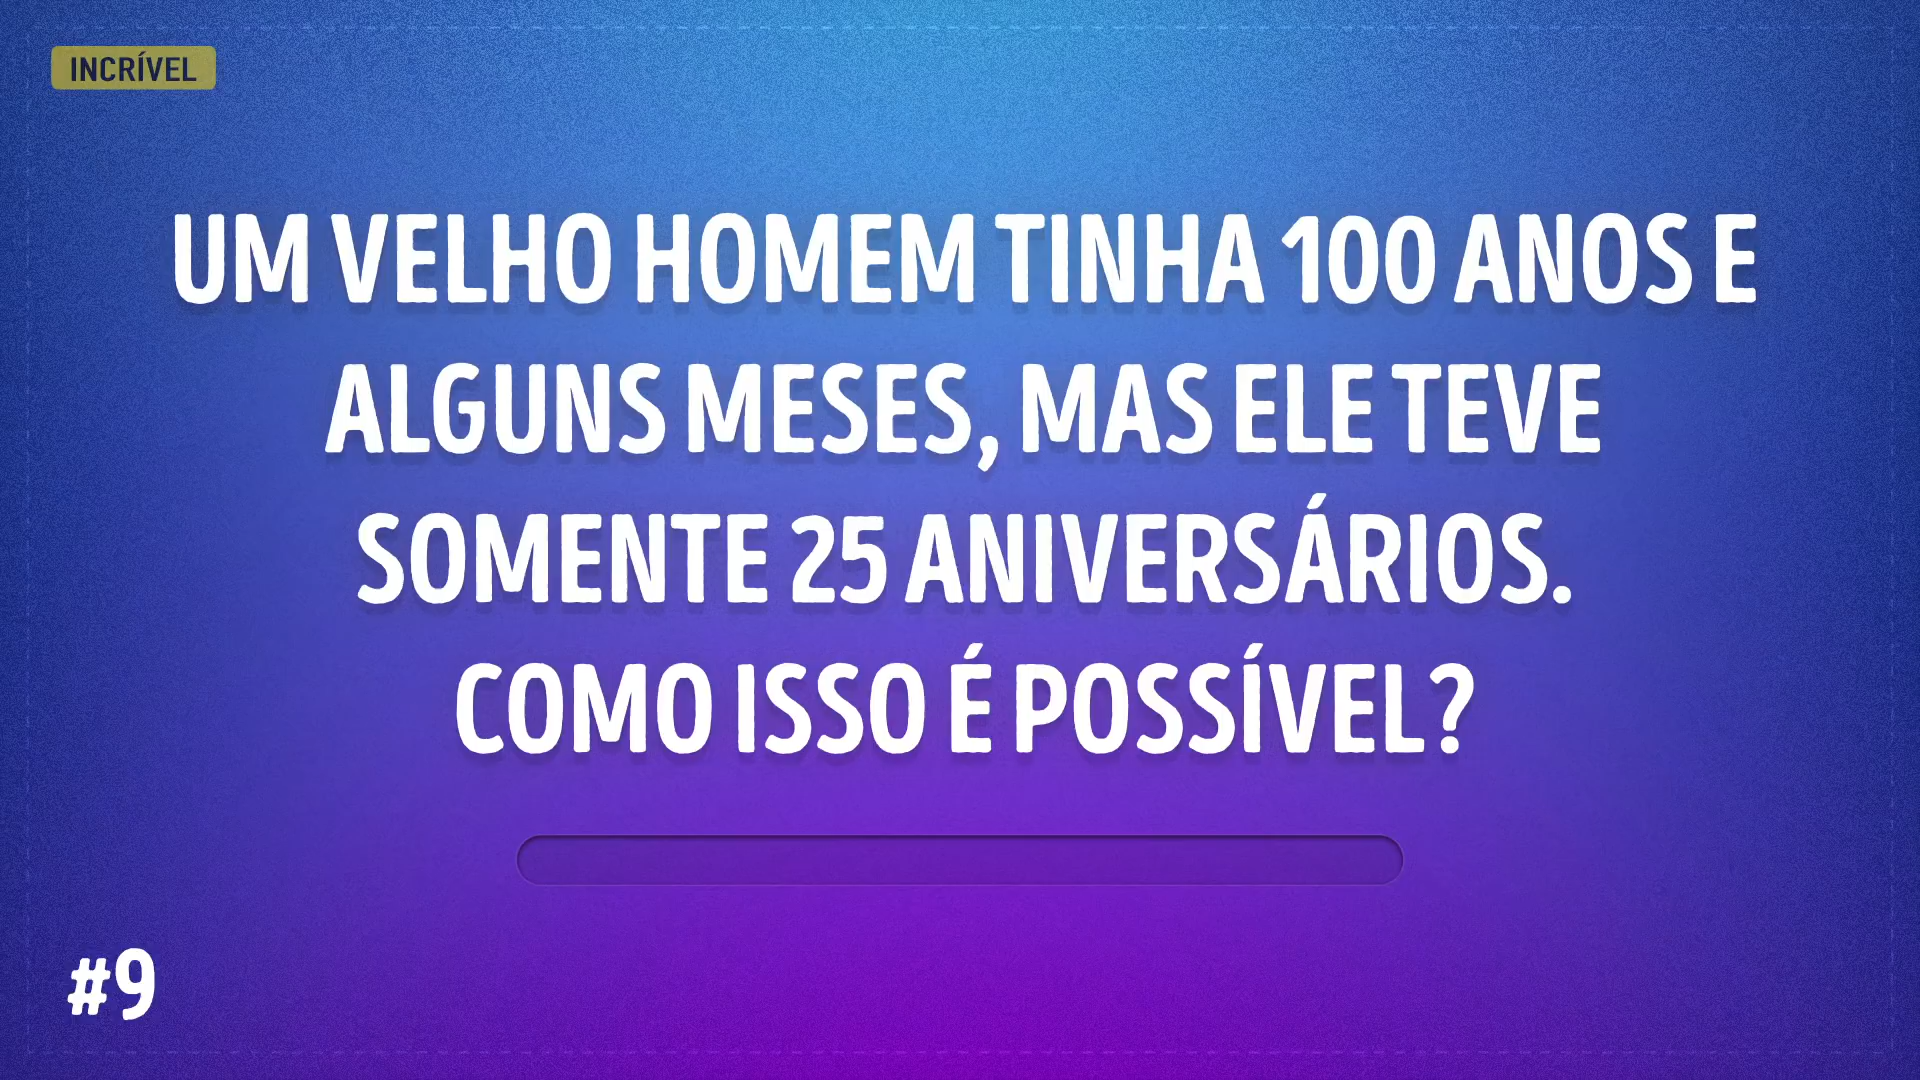 INCRÍVEL
UM VELHO HOMEM TINHA 100 ANOS E
ALGUNS MESES, MAS ELE TEVE
SOMENTE 25 ANIVERSÁRIOS.
COMO ISSO É POSSÍVEL?
#9